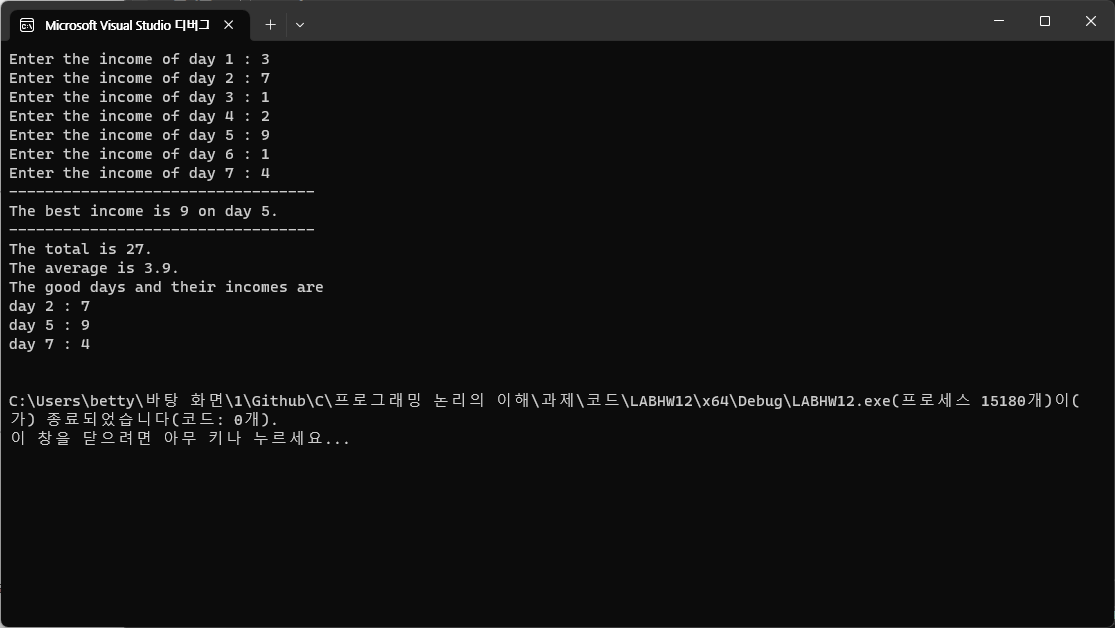 Microsoft Visual Studio 디버그
Enter the income of day 1 : 3
Enter the income of day 2 : 7
Enter the income of day 3 : 1
Enter the income of day 4 : 2
Enter the income of day 5 : 9
Enter the income of day 6 : 1
Enter the income of day 7 : 4
----------------------------------
The best income is 9 on day 5.
----------------------------------
The total is 27.
The average is 3.9.
The good days and their incomes are
day 2 : 7
day 5 : 9
day 7 : 4
C:\Users\betty\바탕 화면\1\Github\C\프로그래밍 논리의 이해\과제\코드\LABHW12\x64\Debug\LABHW12.exe(프로세스 15180개)이(
가) 종료되었습니다(코드: 0개).
이 창을 닫으려면 아무 키나 누르세요...